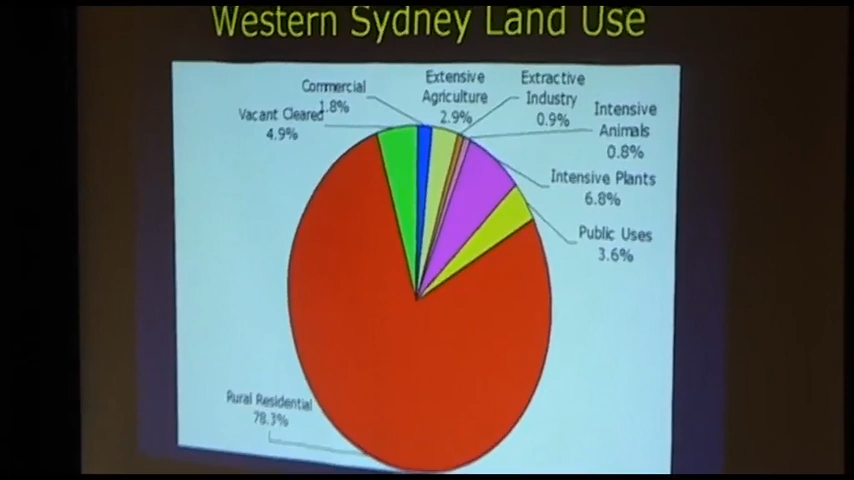 Western Sydney Land Use
Commercial
1.8%
Extensive
Agriculture
2.9%
Extractive
Industry
0.9%
Intensive
Animals
0.8%
Vacant Cleared
4.9%
Intensive Plants
6.8%
Public Uses
3.6%
Rural Residential
78.3%